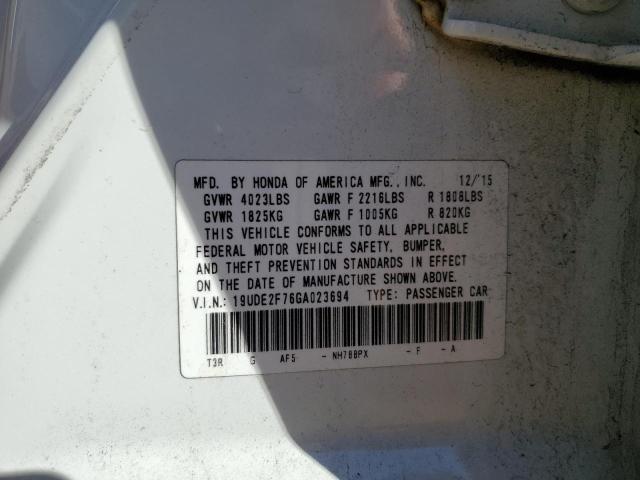 MFD. BY HONDA OF AMERICA MFG., INC. 12/'15
GVWR 4023LBS GAWR F 2216LBS R 1808LBS
GVWR 1825KG GAWR F 1005KG R 820KG
THIS VEHICLE CONFORMS TO ALL APPLICABLE
FEDERAL MOTOR VEHICLE SAFETY, BUMPER,
AND THEFT PREVENTION STANDARDS IN EFFECT
ON THE DATE OF MANUFACTURE SHOWN ABOVE.
V.I.N.: 19UDE2F76GA023694 TYPE: PASSENGER CAR
T3R G AF5 - NH788PX - F - A